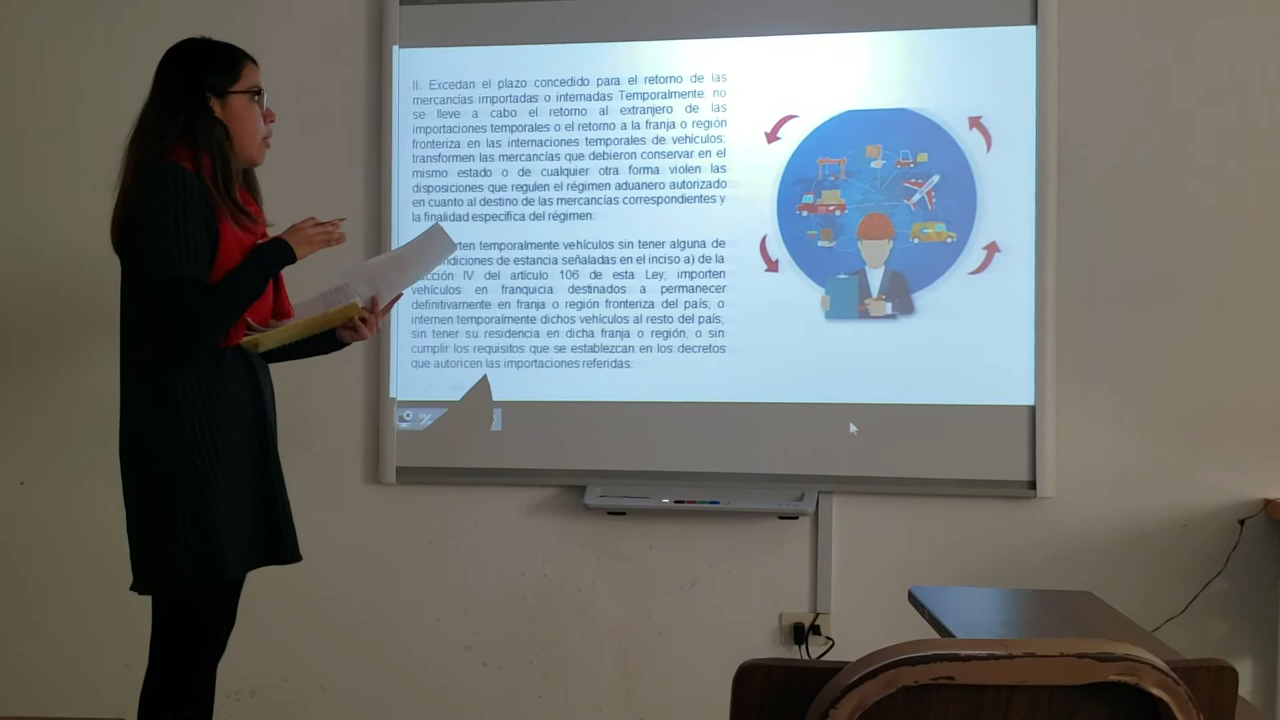 II. Excedan el plazo concedido para el retorno de las
mercancías importadas o internadas Temporalmente; no
se lleve a cabo el retorno al extranjero de las
importaciones temporales o el retorno a la franja o región
fronteriza en las internaciones temporales de vehículos;
transformen las mercancías que debieron conservar en el
mismo estado o de cualquier otra forma violen las
disposiciones que regulen el régimen aduanero autorizado
en cuanto al destino de las mercancías correspondientes y
la finalidad específica del régimen.
temporalmente vehículos sin tener alguna de
de estancia señaladas en el inciso a) de la
IV del artículo 106 de esta Ley; importen
vehículos en franquicia destinados a permanecer
definitivamente en franja o región fronteriza del país, o
internen temporalmente dichos vehículos al resto del país,
sin tener su residencia en dicha franja o región, o sin
cumplir los requisitos que se establezcan en los decretos
que autoricen las importaciones referidas.